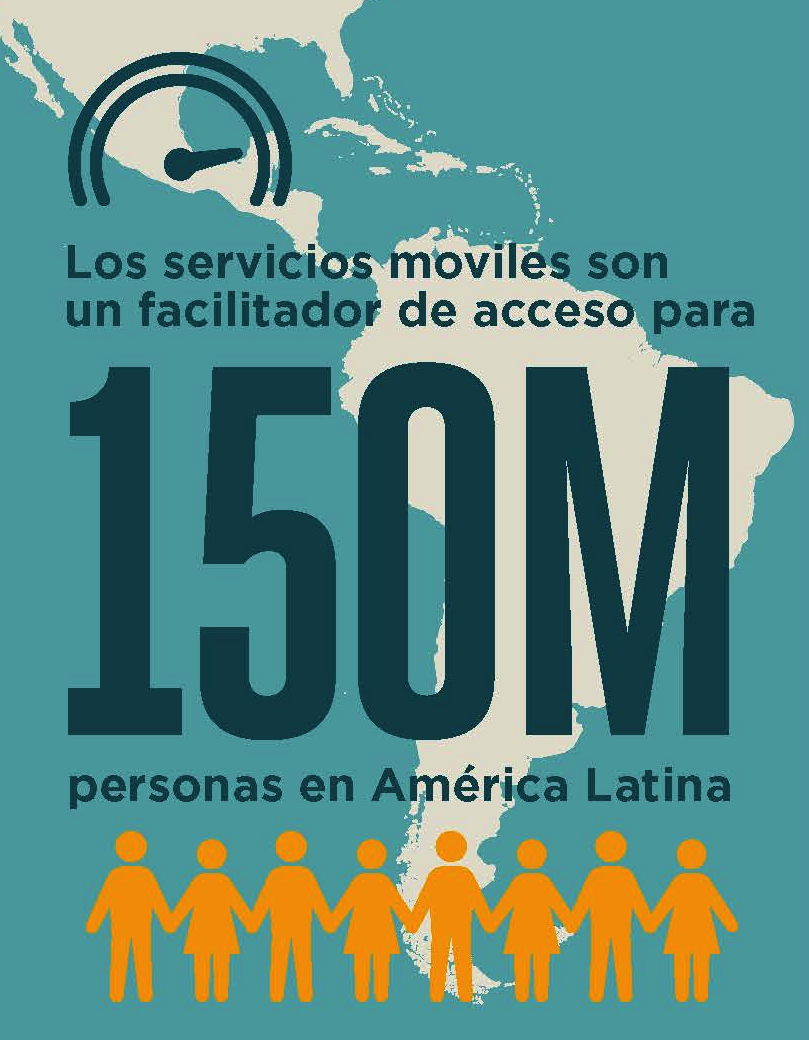 Los servicios moviles son
un facilitador de acceso para
150M
personas en América Latina